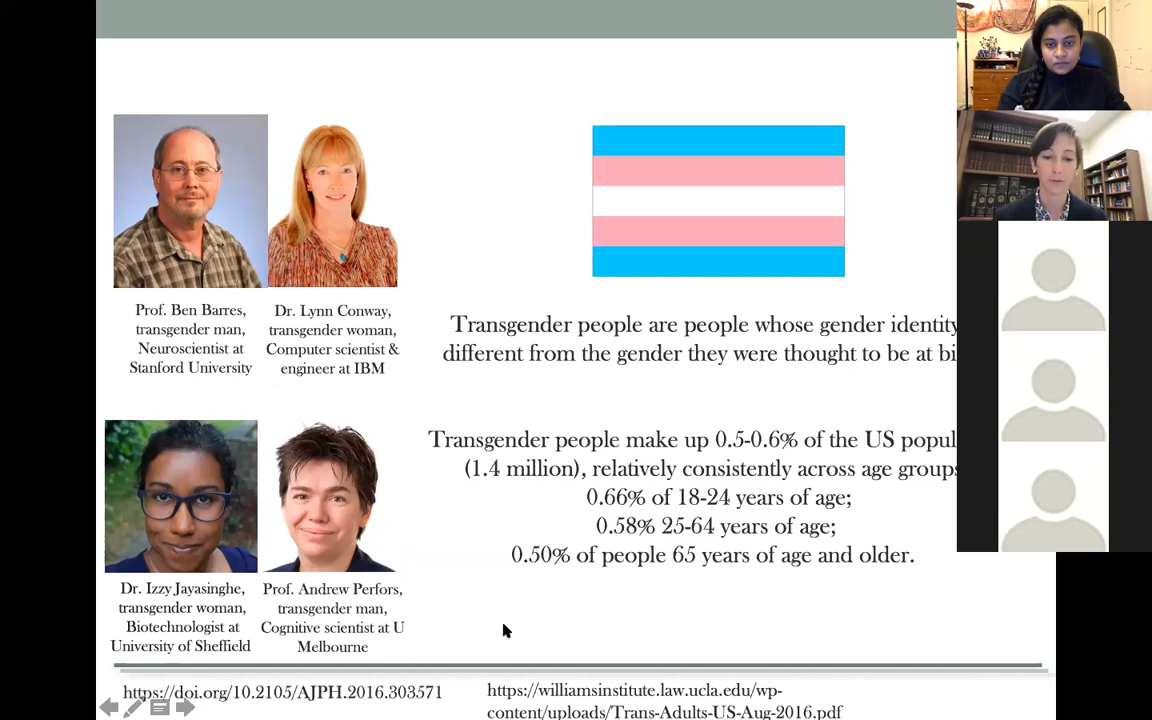 Prof. Ben Barres,
transgender man,
Neuroscientist at
Stanford University
Dr. Lynn Conway,
transgender woman,
Computer scientist &
engineer at IBM
Transgender people are people whose gender identity
different from the gender they were thought to be at bi
Transgender people make up 0.5-0.6% of the US popul
(1.4 million), relatively consistently across age groups
0.66% of 18-24 years of age;
0.58% 25-64 years of age;
0.50% of people 65 years of age and older.
Dr. Izzy Jayasinghe,
transgender woman,
Biotechnologist at
University of Sheffield
Prof. Andrew Perfors,
transgender man,
Cognitive scientist at U
Melbourne
https://doi.org/10.2105/AJPH.2016.303571
https://williamsinstitute.law.ucla.edu/wp-
content/uploads/Trans-Adults-US-Aug-2016.pdf